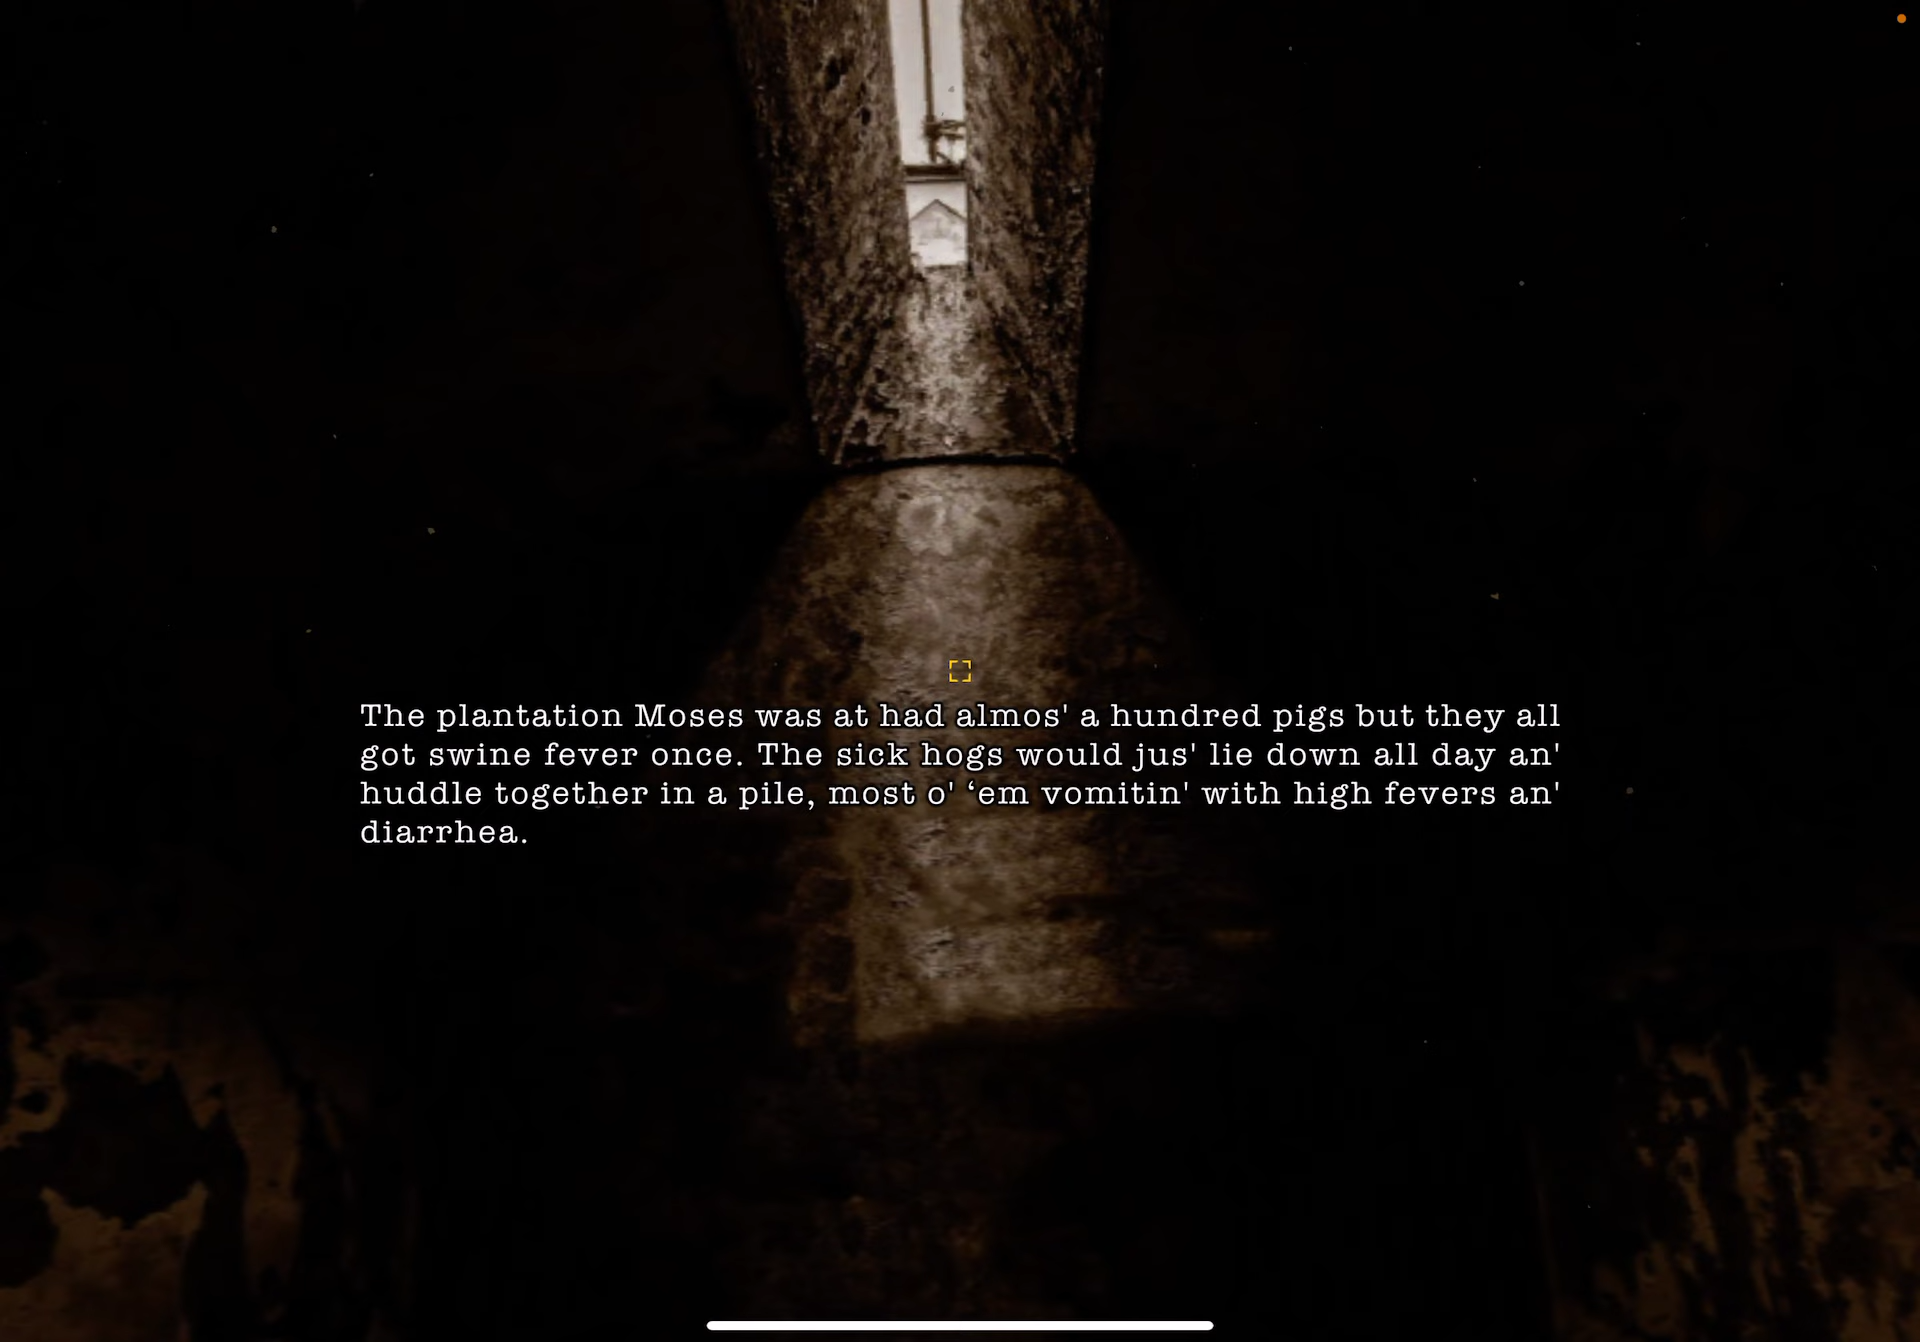 The plantation Moses was at had almos' a hundred pigs but they all
got swine fever once. The sick hogs would jus' lie down all day an'
huddle together in a pile, most o' ‘em vomitin' with high fevers an'
diarrhea.